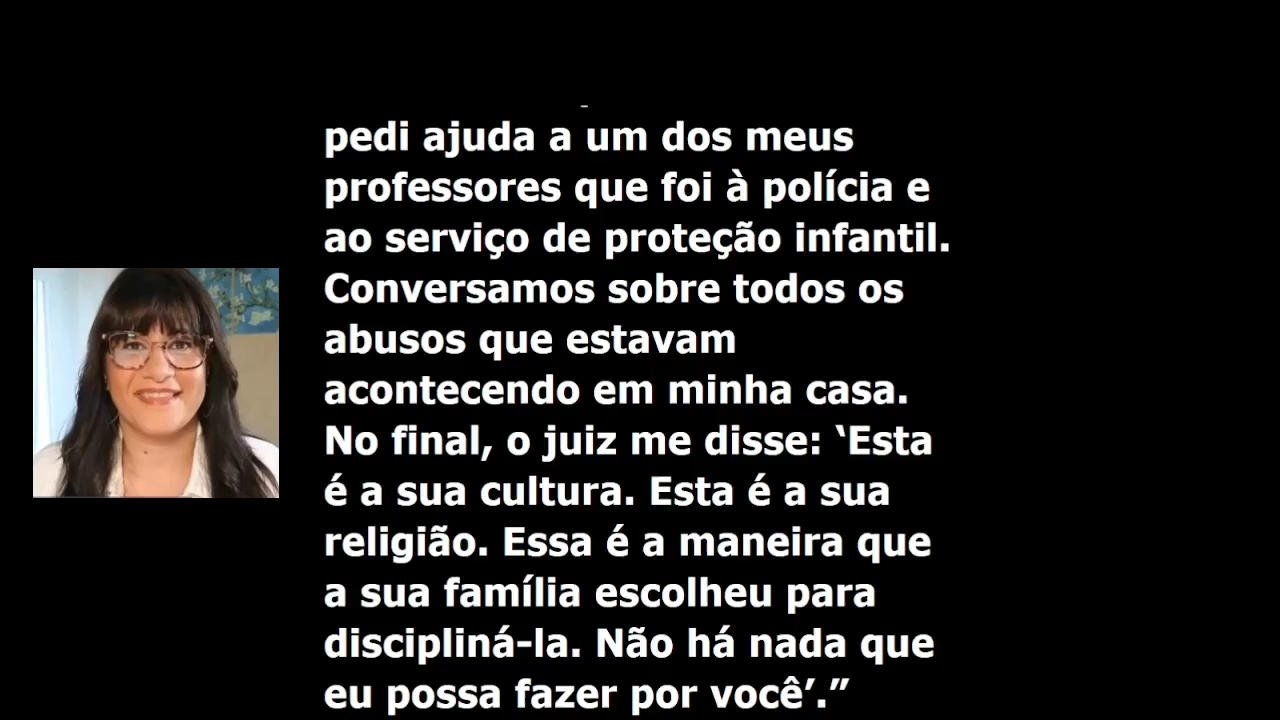 pedi ajuda a um dos meus
professores que foi à polícia e
ao serviço de proteção infantil.
Conversamos sobre todos os
abusos que estavam
acontecendo em minha casa.
No final, o juiz me disse: ‘Esta
é a sua cultura. Esta é a sua
religião. Essa é a maneira que
a sua família escolheu para
discipliná-la. Não há nada que
eu possa fazer por você’.”